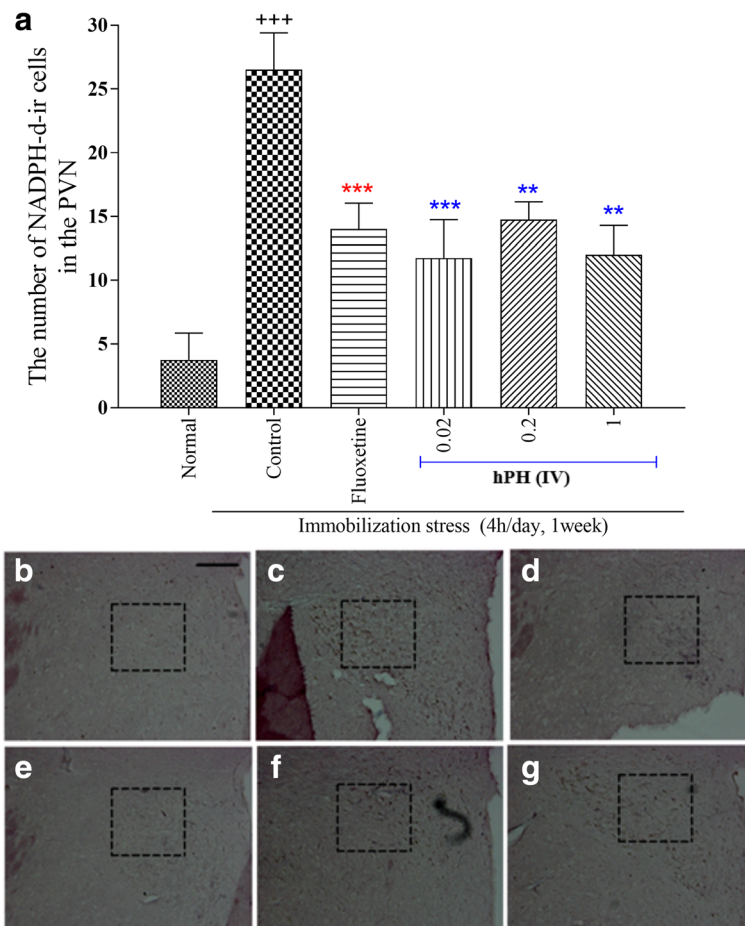 a
The number of NADPH-d-ir cells
in the PVN
30
25
20
15
10
5
0
+++
***
***
**
**
Normal
Control
Fluoxetine
0.02
0.2
1
hPH (IV)
Immobilization stress (4h/day, 1week)
b
c
d
e
f
g